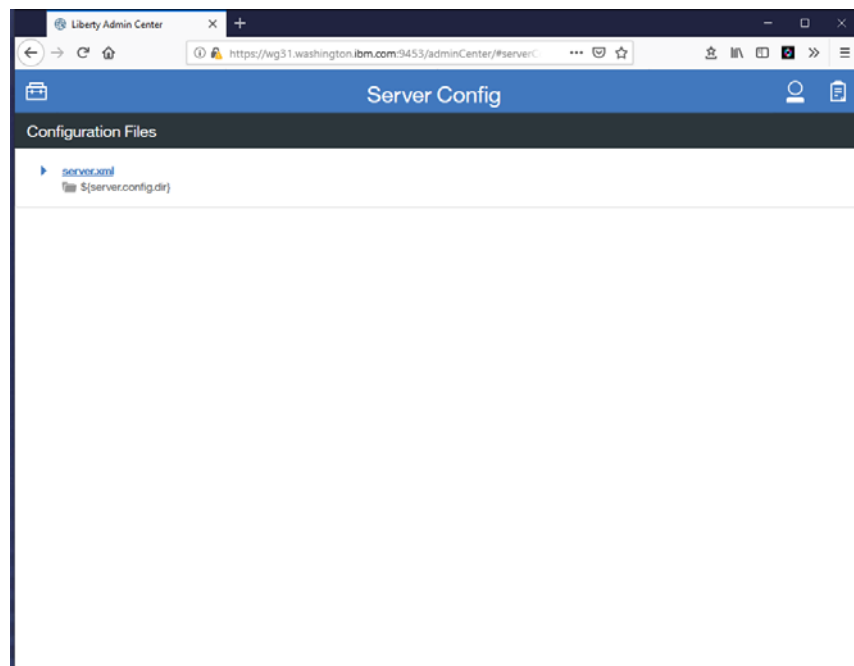 Liberty Admin Center
https://wg31.washington.ibm.com:9453/adminCenter/#serverC
Server Config
Configuration Files
server.xml
${server.config.dir}